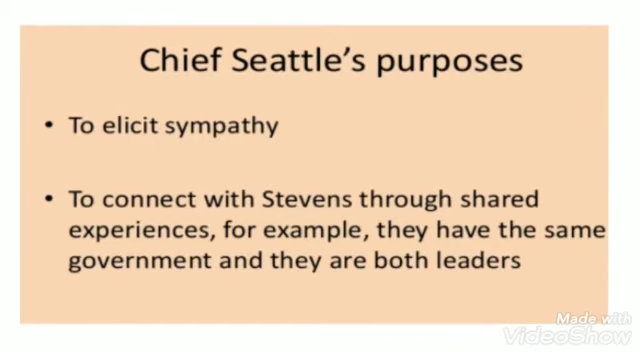 Chief Seattle's purposes
• To elicit sympathy
• To connect with Stevens through shared
experiences, for example, they have the same
government and they are both leaders
Made with
VideoShow